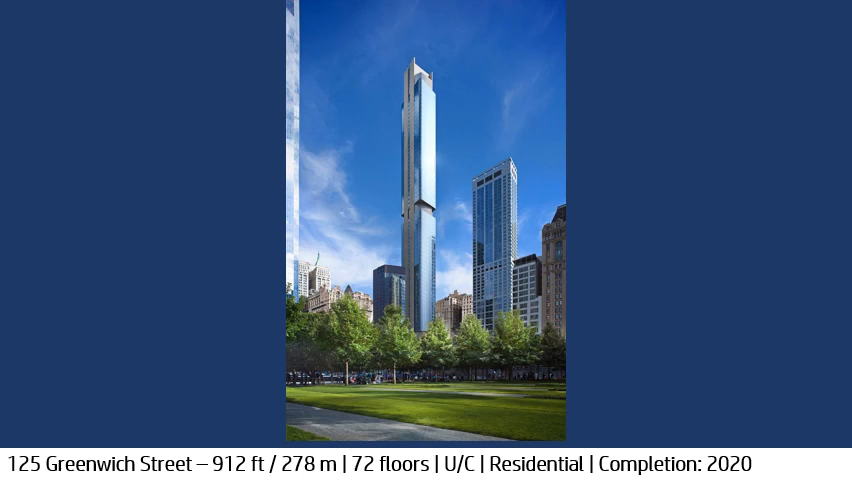 125 Greenwich Street – 912 ft / 278 m | 72 floors | U/C | Residential | Completion: 2020